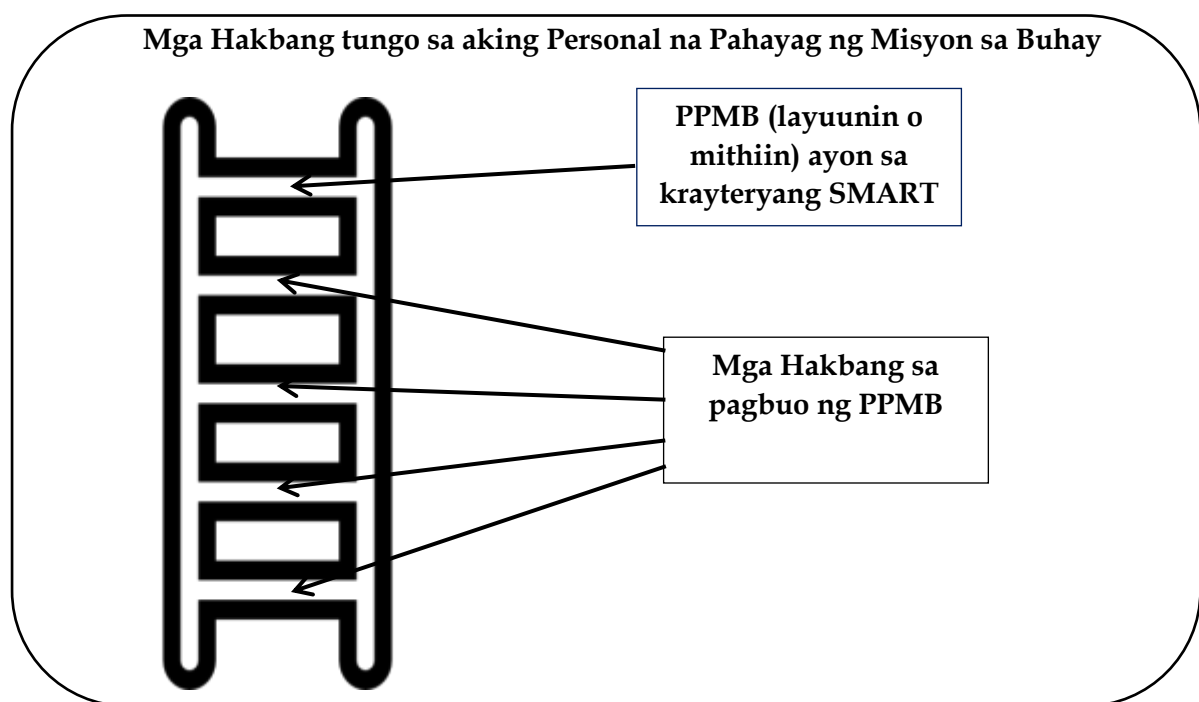 Mga Hakbang tungo sa aking Personal na Pahayag ng Misyon sa Buhay
PPMB (layuunin o
mithiin) ayon sa
krayteryang SMART
Mga Hakbang sa
pagbuo ng PPMB